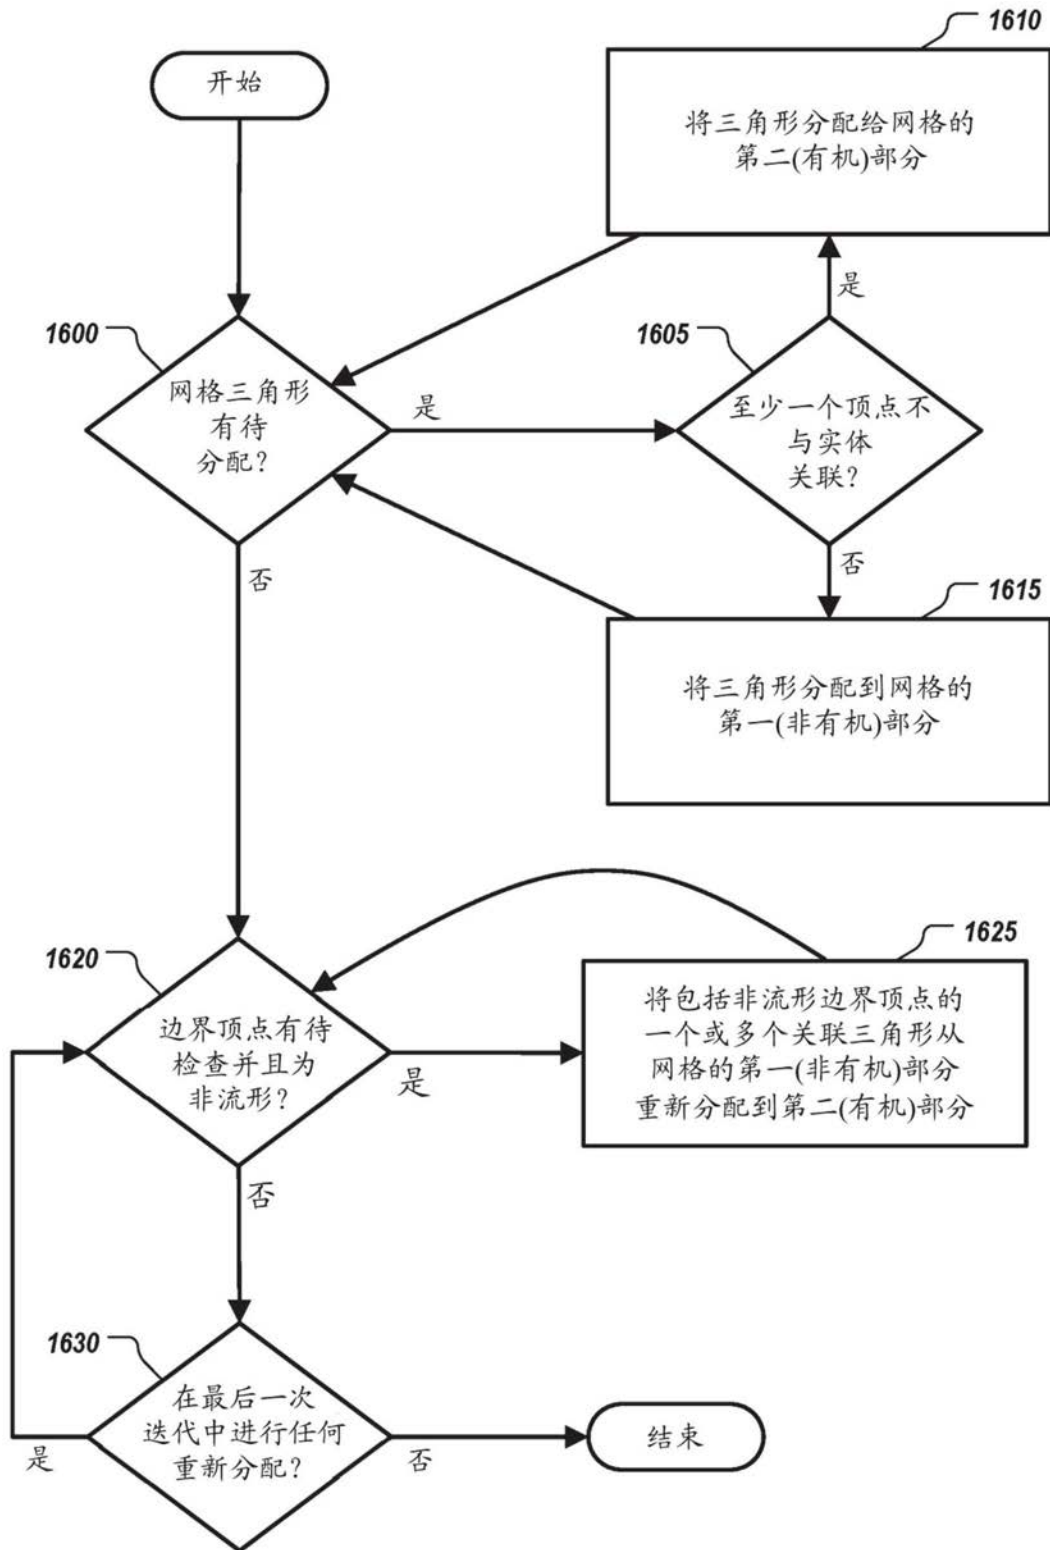 开始
1610
将三角形分配给网格的
第二(有机)部分
是
1600
网格三角形
有待
分配?
是
1605
至少一个顶点不
与实体
关联?
否
否
1615
将三角形分配到网格的
第一(非有机)部分
1620
边界顶点有待
检查并且为
非流形?
是
1625
将包括非流形边界顶点的
一个或多个关联三角形从
网格的第一(非有机)部分
重新分配到第二(有机)部分
否
1630
在最后一次
迭代中进行任何
重新分配?
是
否
结束